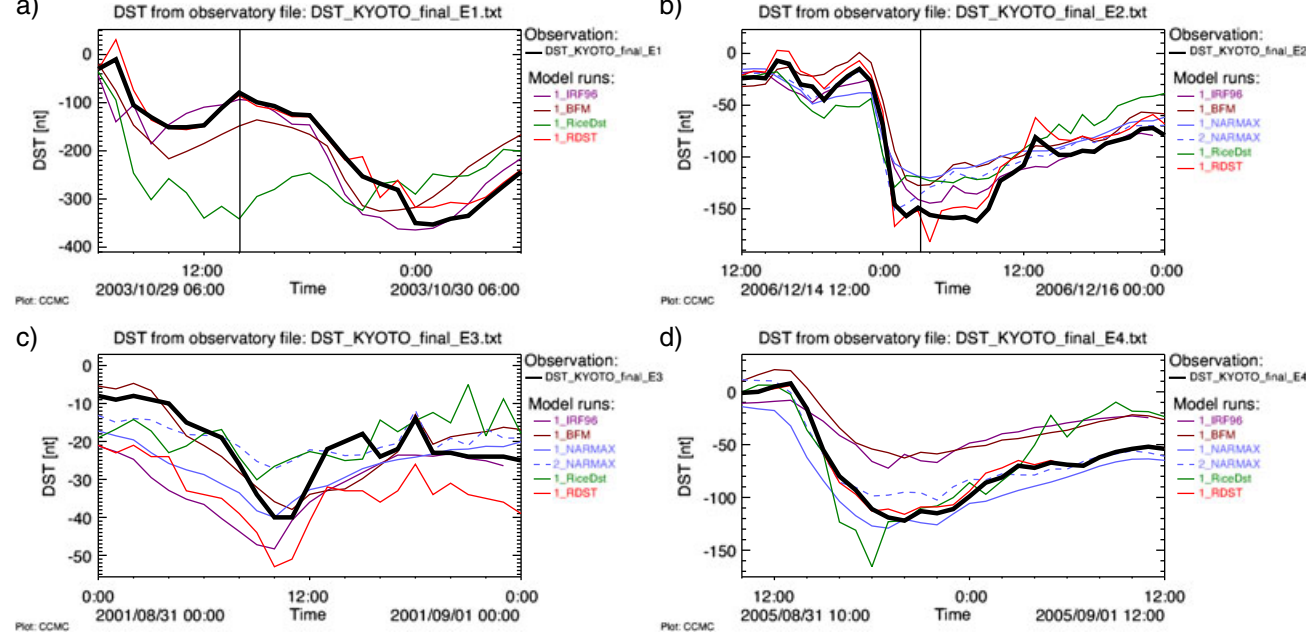 a)
DST from observatory file: DST_KYOTO_final_E1.txt
Observation:
DST_KYOTO_final_E1
Model runs:
1_IRF96
1_BFM
1_RiceDst
1_RDST
DST [nt]
0
-100
-200
-300
-400
12:00
0:00
2003/10/29 06:00
Time
2003/10/30 06:00
Plot: CCMC
b)
DST from observatory file: DST_KYOTO_final_E2.txt
Observation:
DST_KYOTO_final_E2
Model runs:
1_IRF96
1_BFM
1_NARMAX
2_NARMAX
1_RiceDst
1_RDST
DST [nt]
0
-50
-100
-150
12:00
0:00
12:00
0:00
2006/12/14 12:00
Time
2006/12/16 00:00
Plot: CCMC
c)
DST from observatory file: DST_KYOTO_final_E3.txt
Observation:
DST_KYOTO_final_E3
Model runs:
1_IRF96
1_BFM
1_NARMAX
2_NARMAX
1_RiceDst
1_RDST
DST [nt]
0
-10
-20
-30
-40
-50
0:00
12:00
0:00
2001/08/31 00:00
Time
2001/09/01 00:00
Plot: CCMC
d)
DST from observatory file: DST_KYOTO_final_E4.txt
Observation:
DST_KYOTO_final_E4
Model runs:
1_IRF96
1_BFM
1_NARMAX
2_NARMAX
1_RiceDst
1_RDST
DST [nt]
0
-50
-100
-150
12:00
0:00
12:00
2005/08/31 10:00
Time
2005/09/01 12:00
Plot: CCMC